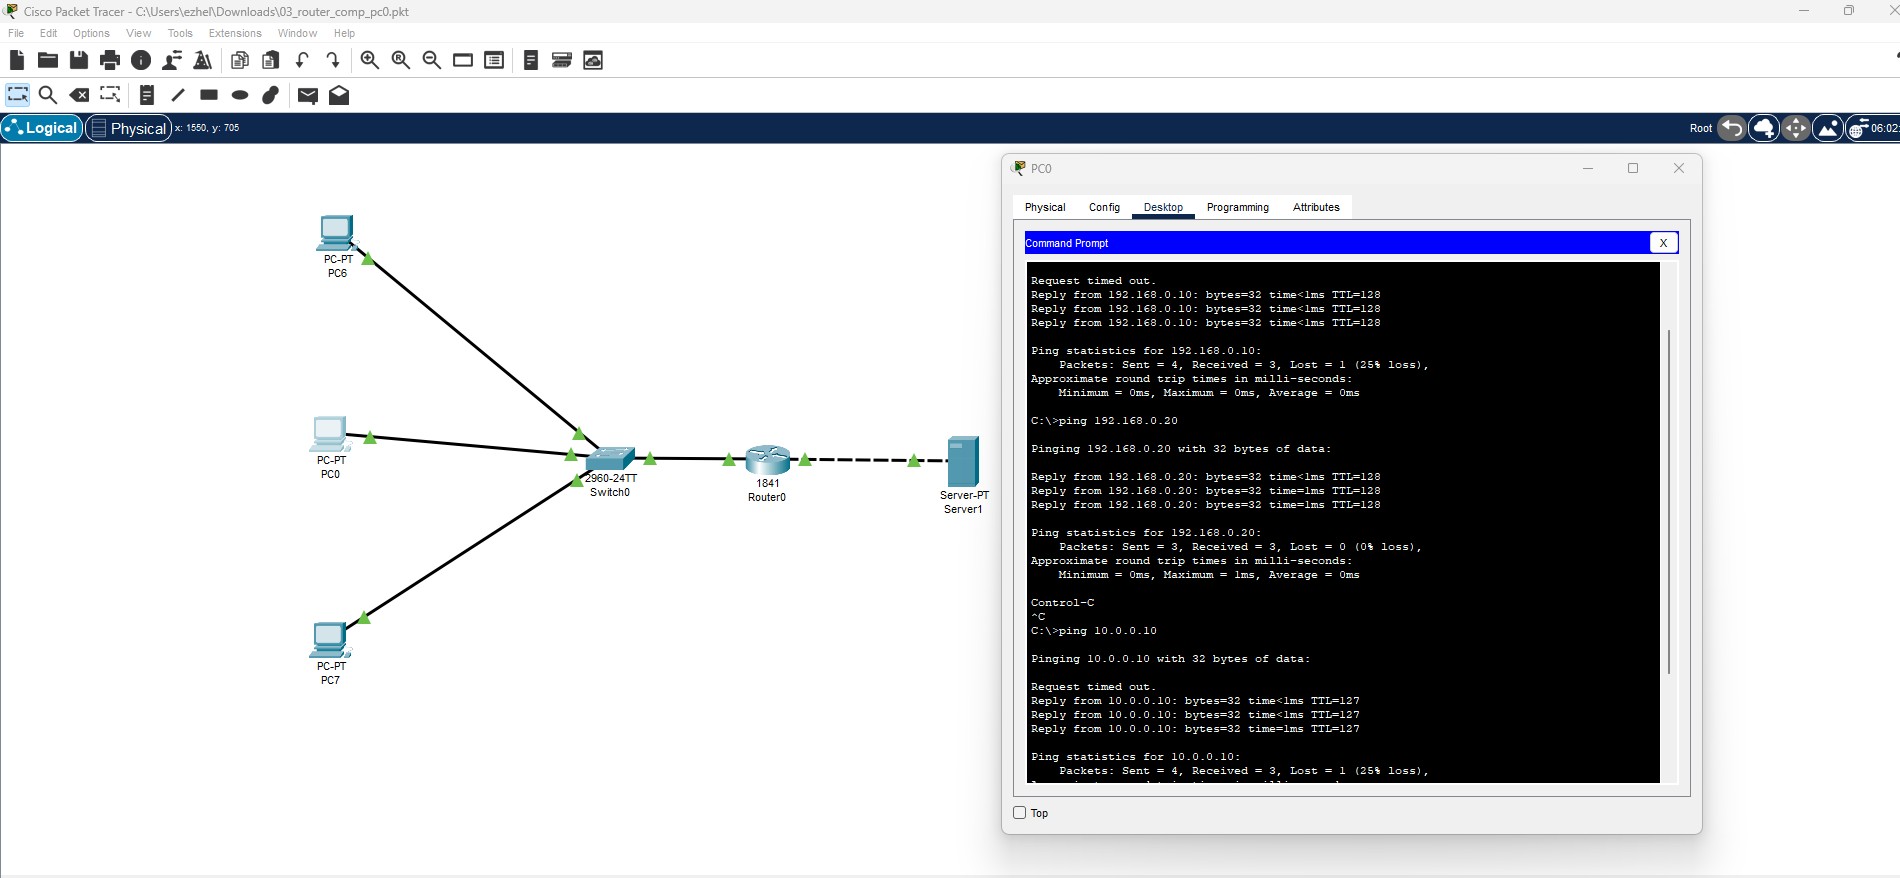 Cisco Packet Tracer - C:\Users\ezhel\Downloads\03_router_comp_pc0.pkt
File Edit Options View Tools Extensions Window Help
Logical Physical x: 1550, y: 705 Root 06:02:
PC-PT
PC6
PC-PT
PC0
2960-24TT
Switch0
1841
Router0
Server-PT
Server1
PC-PT
PC7
PC0
Physical Config Desktop Programming Attributes
Command Prompt X
Request timed out.
Reply from 192.168.0.10: bytes=32 time<1ms TTL=128
Reply from 192.168.0.10: bytes=32 time<1ms TTL=128
Reply from 192.168.0.10: bytes=32 time<1ms TTL=128
Ping statistics for 192.168.0.10:
Packets: Sent = 4, Received = 3, Lost = 1 (25% loss),
Approximate round trip times in milli-seconds:
Minimum = 0ms, Maximum = 0ms, Average = 0ms
C:\>ping 192.168.0.20
Pinging 192.168.0.20 with 32 bytes of data:
Reply from 192.168.0.20: bytes=32 time<1ms TTL=128
Reply from 192.168.0.20: bytes=32 time<1ms TTL=128
Reply from 192.168.0.20: bytes=32 time=1ms TTL=128
Ping statistics for 192.168.0.20:
Packets: Sent = 3, Received = 3, Lost = 0 (0% loss),
Approximate round trip times in milli-seconds:
Minimum = 0ms, Maximum = 1ms, Average = 0ms
Control-C
^C
C:\>ping 10.0.0.10
Pinging 10.0.0.10 with 32 bytes of data:
Request timed out.
Reply from 10.0.0.10: bytes=32 time<1ms TTL=127
Reply from 10.0.0.10: bytes=32 time<1ms TTL=127
Reply from 10.0.0.10: bytes=32 time=1ms TTL=127
Ping statistics for 10.0.0.10:
Packets: Sent = 4, Received = 3, Lost = 1 (25% loss),
Top